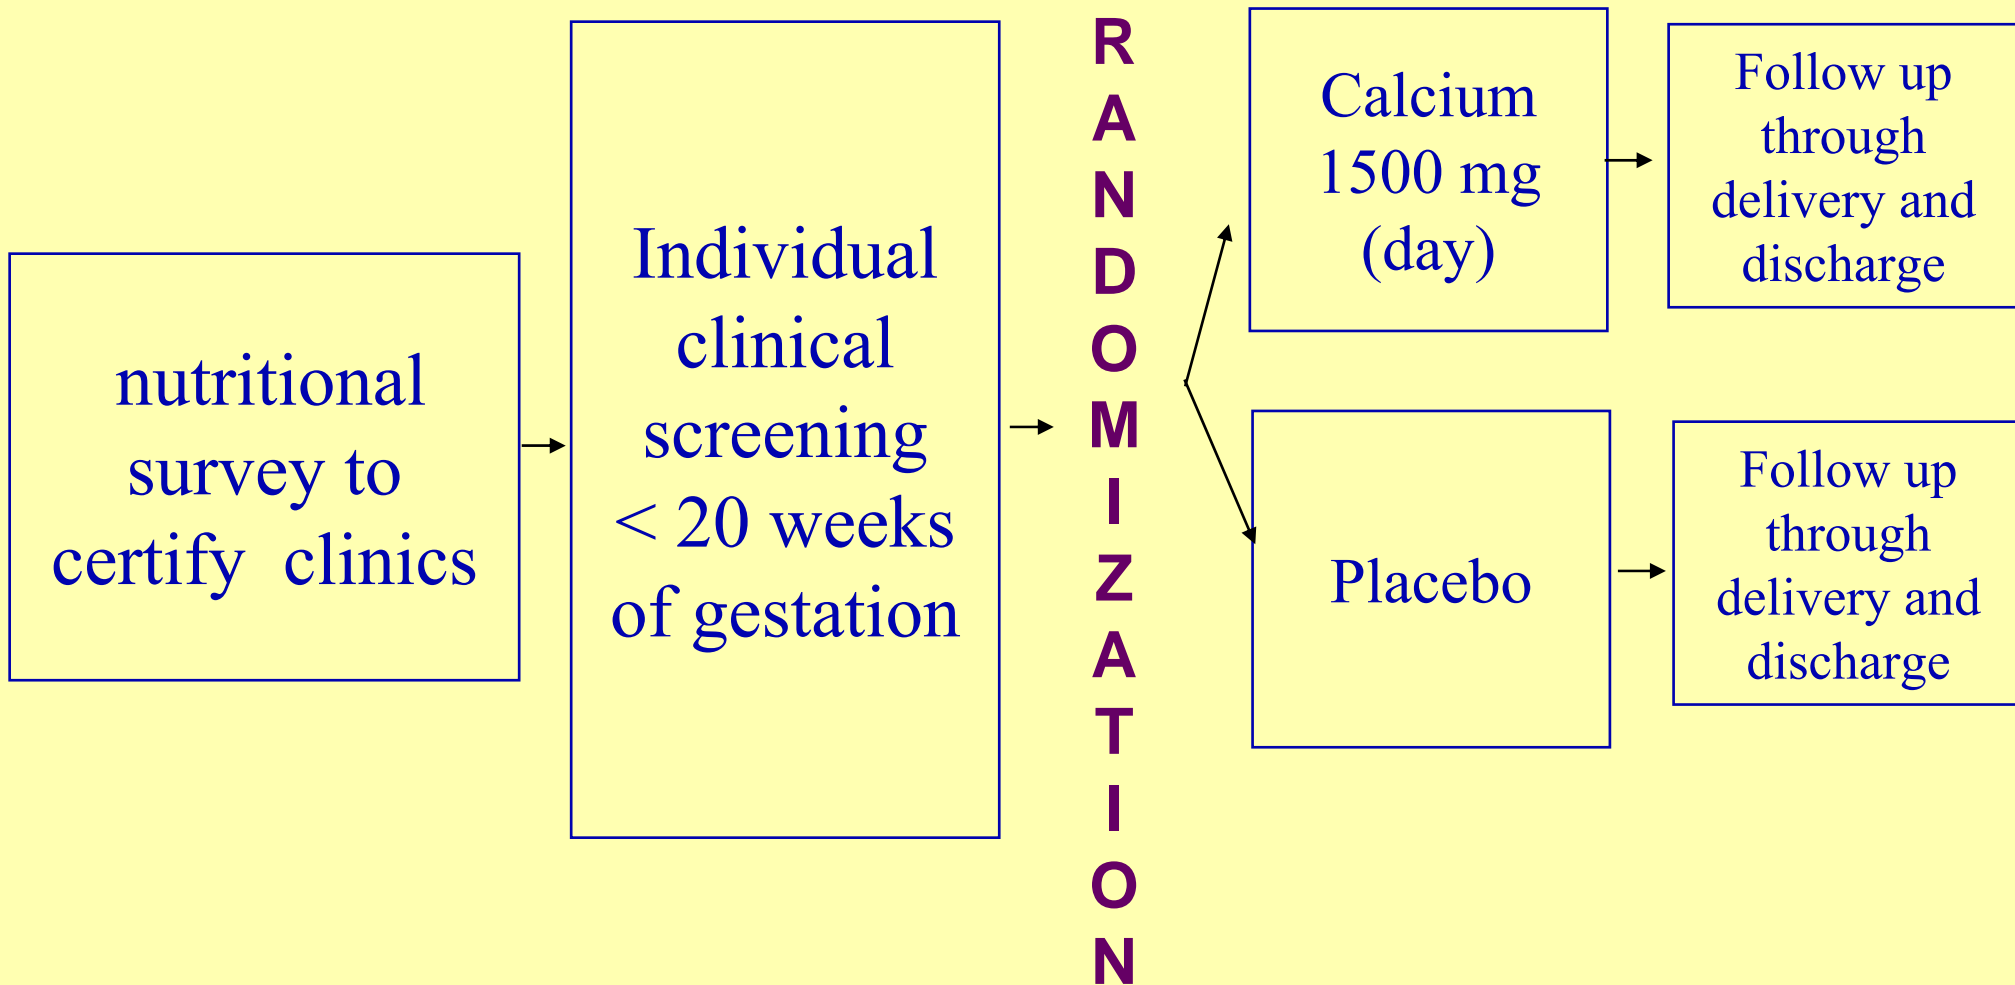 nutritional
survey to
certify clinics
Individual
clinical
screening
< 20 weeks
of gestation
R
A
N
D
O
M
I
Z
A
T
I
O
N
Calcium
1500 mg
(day)
Follow up
through
delivery and
discharge
Placebo
Follow up
through
delivery and
discharge